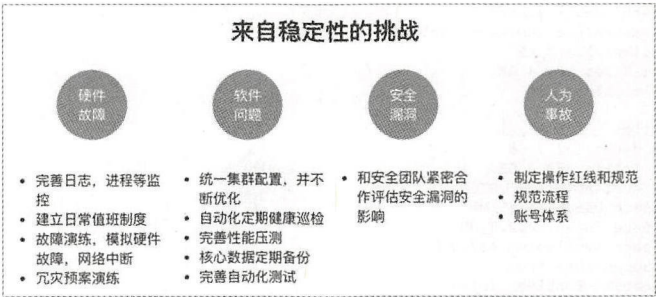 来自稳定性的挑战
硬件
故障
软件
问题
安全
漏洞
人为
事故
• 完善日志，进程等监
控
• 建立日常值班制度
• 故障演练，模拟硬件
故障，网络中断
• 冗灾预案演练
• 统一集群配置，并不
断优化
• 自动化定期健康巡检
• 完善性能压测
• 核心数据定期备份
• 完善自动化测试
• 和安全团队紧密合
作评估安全漏洞的
影响
• 制定操作红线和规范
• 规范流程
• 账号体系